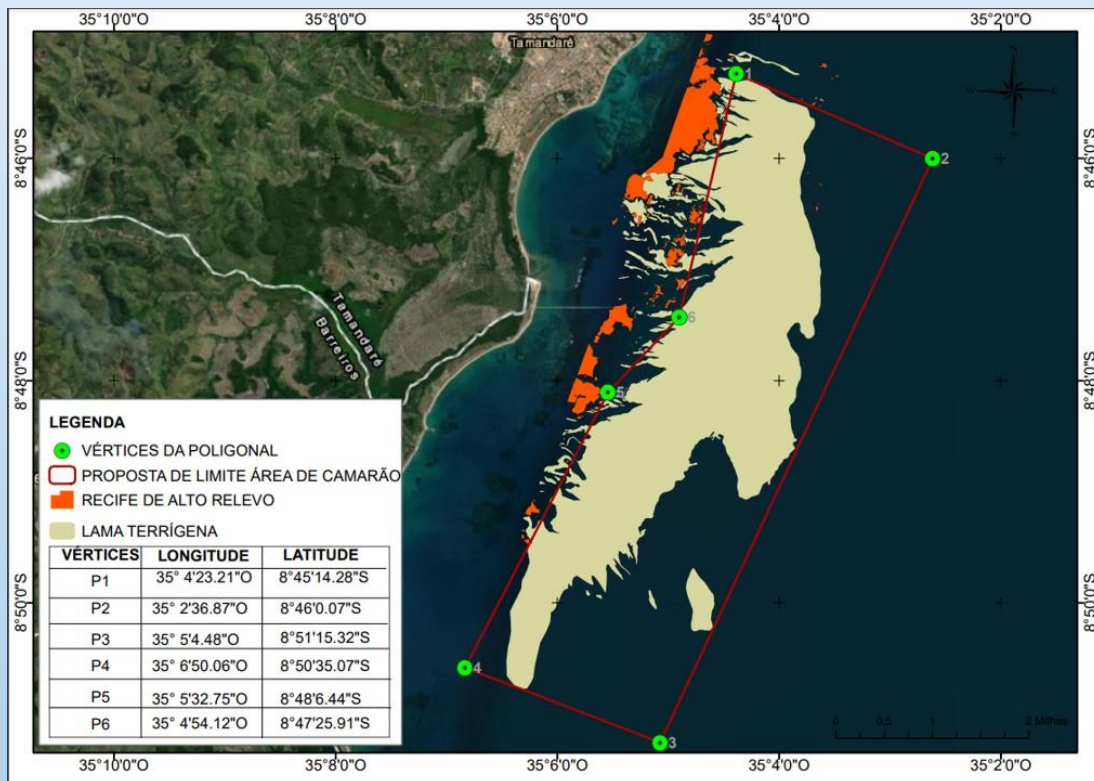 35°10'0"O 35°8'0"O 35°6'0"O 35°4'0"O 35°2'0"O
Tamandaré
N
W E
S
1
2
8°46'0"S 8°46'0"S
6
Tamandaré
Barreiros
8°48'0"S
5
LEGENDA
VÉRTICES DA POLIGONAL
PROPOSTA DE LIMITE ÁREA DE CAMARÃO
RECIFE DE ALTO RELEVO
LAMA TERRÍGENA
VÉRTICES LONGITUDE LATITUDE
P1 35° 4'23.21"O 8°45'14.28"S
P2 35° 2'36.87"O 8°46'0.07"S
P3 35° 5'4.48"O 8°51'15.32"S
P4 35° 6'50.06"O 8°50'35.07"S
P5 35° 5'32.75"O 8°48'6.44"S
P6 35° 4'54.12"O 8°47'25.91"S
8°48'0"S
8°50'0"S 8°50'0"S
4
3
0 0,5 1 2 Milhas
35°10'0"O 35°8'0"O 35°6'0"O 35°4'0"O 35°2'0"O